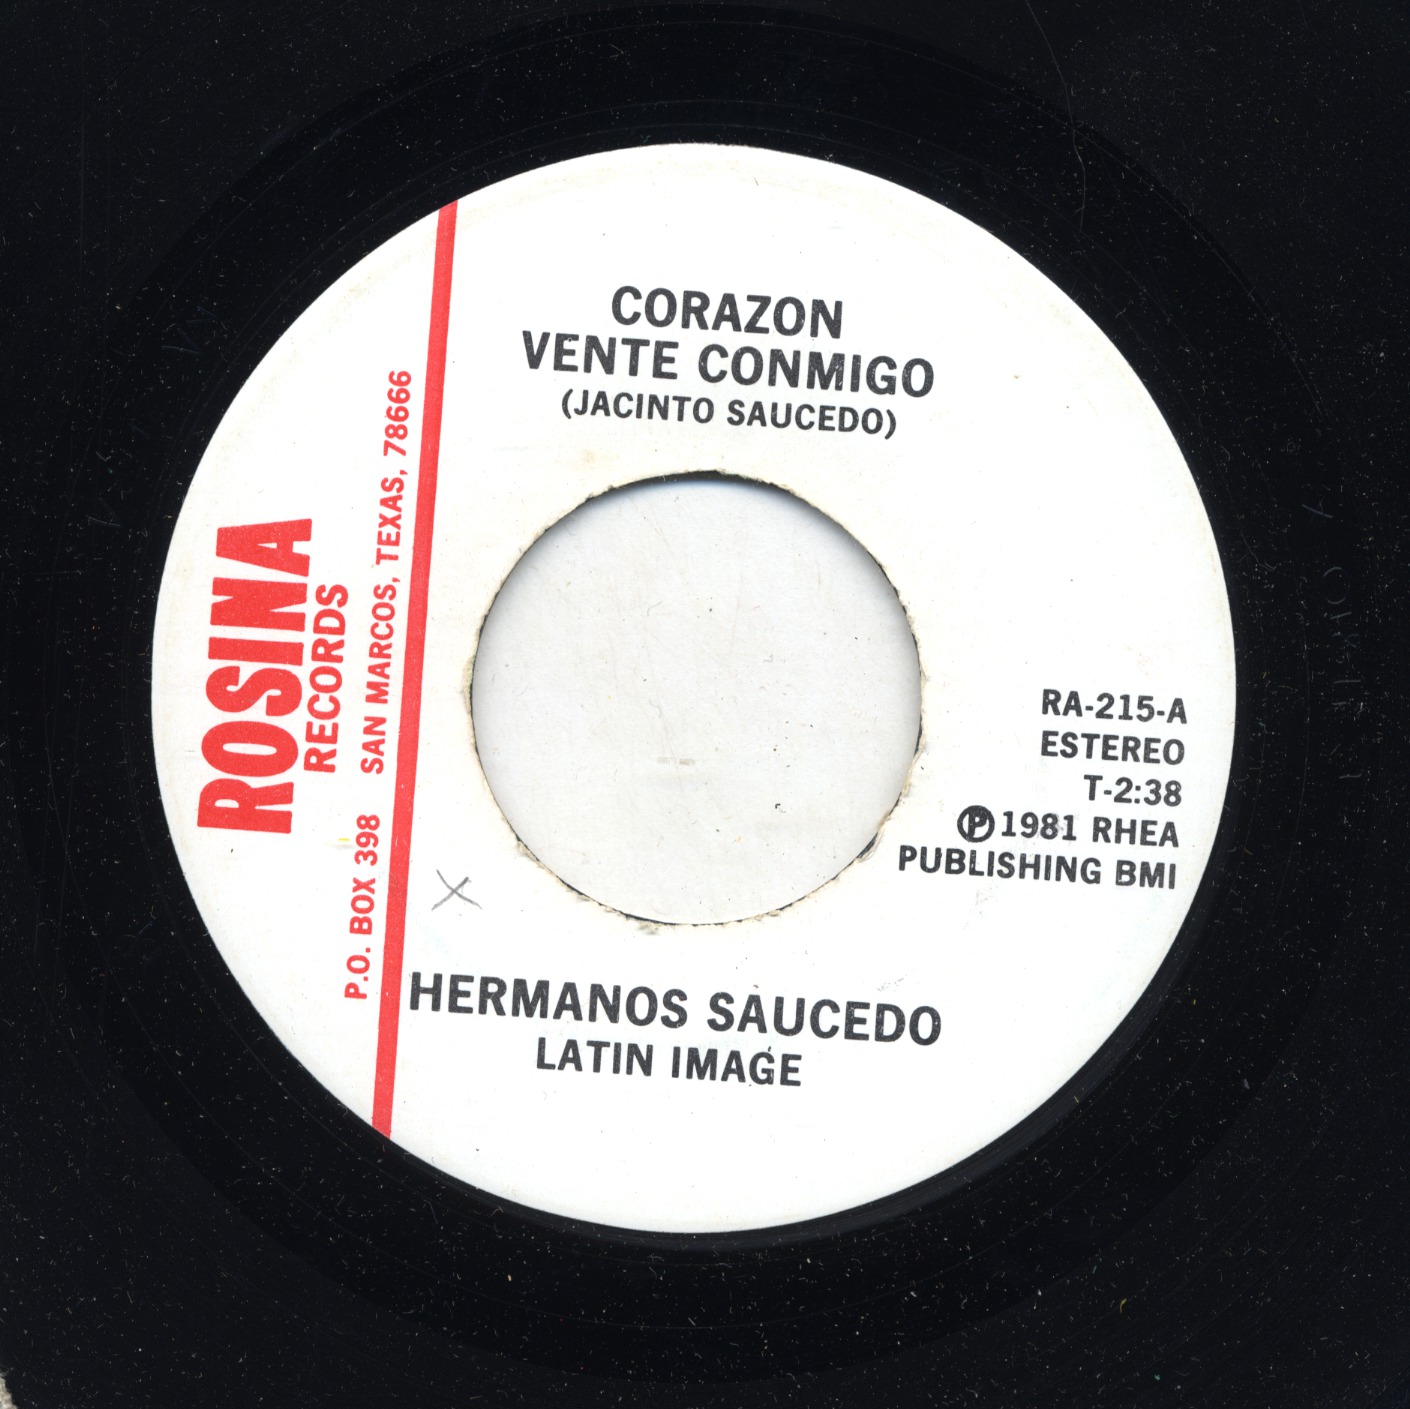 CORAZON
VENTE CONMIGO
(JACINTO SAUCEDO)
ROSINA
RECORDS
P.O. BOX 398 SAN MARCOS, TEXAS, 78666
RA-215-A
ESTEREO
T-2:38
Ⓟ 1981 RHEA
PUBLISHING BMI
HERMANOS SAUCEDO
LATIN IMAGE